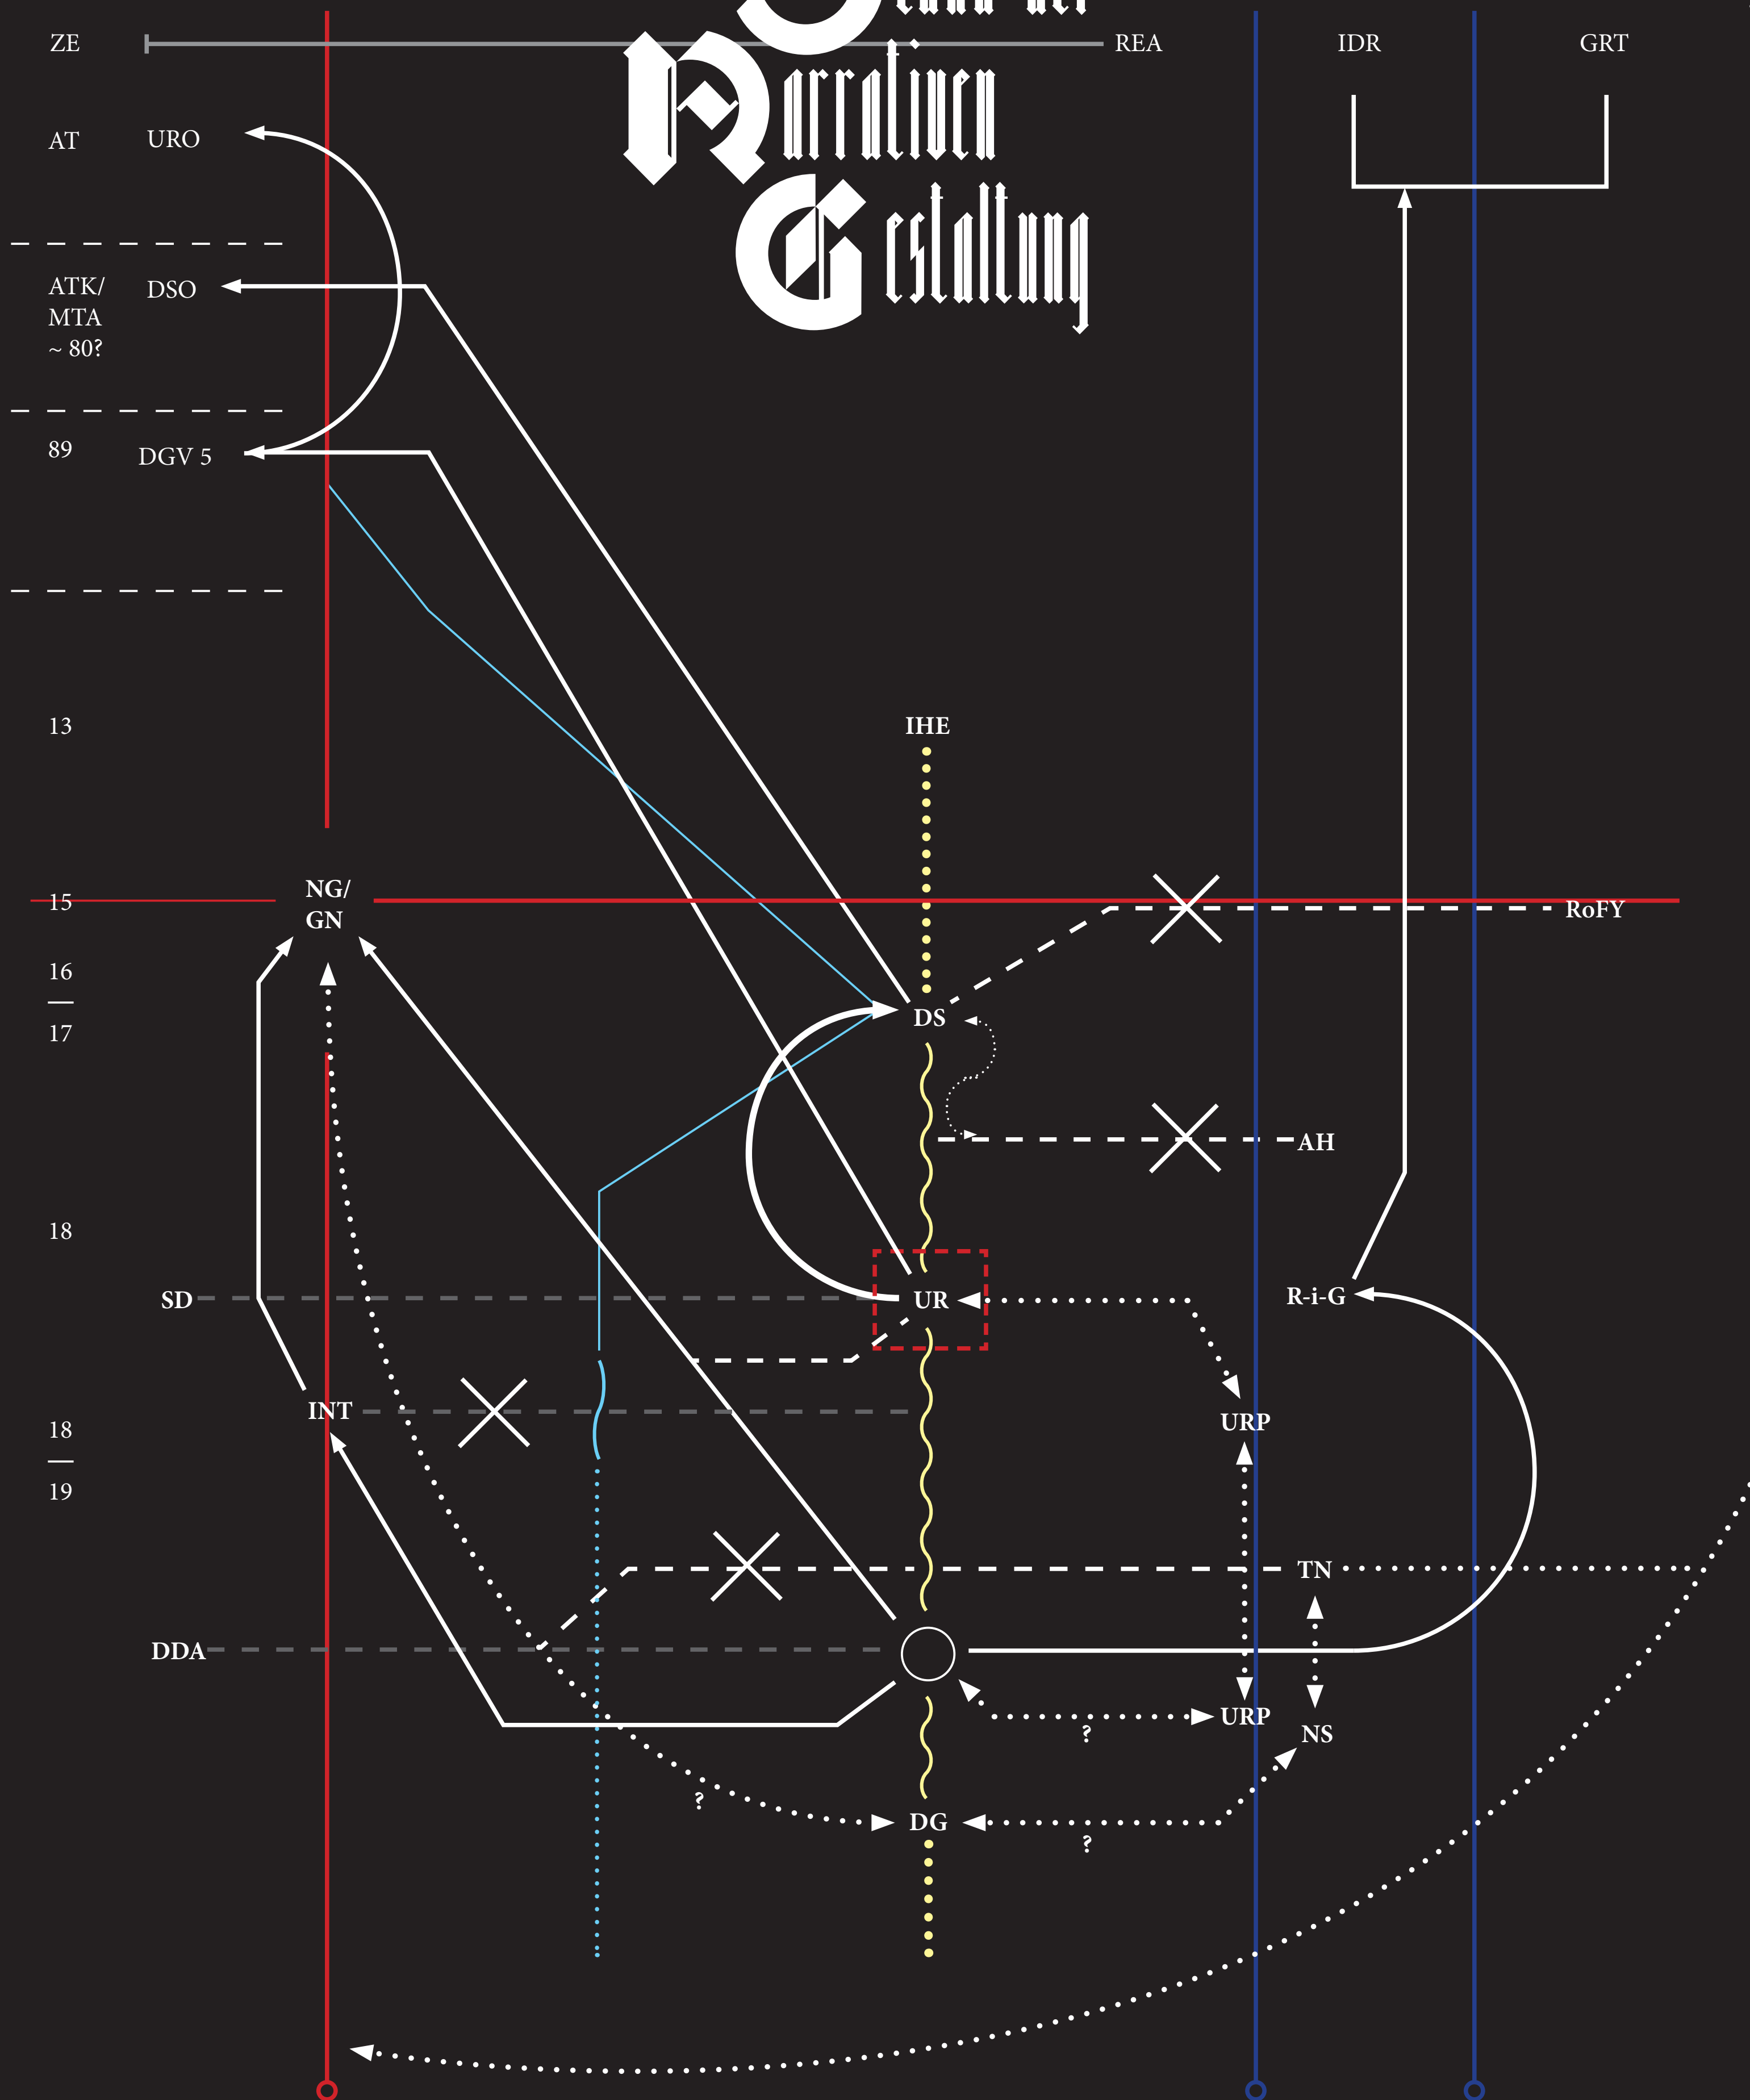 ZE
REA
IDR
GRT
Narrativen
AT
URO
Gestaltung
ATK/
MTA
~ 80?
DSO
89
DGV 5
13
IHE
NG/
GN
15
RoFY
16
17
DS
AH
18
SD
UR
R-i-G
INT
URP
18
19
TN
DDA
URP
?
NS
?
DG
?